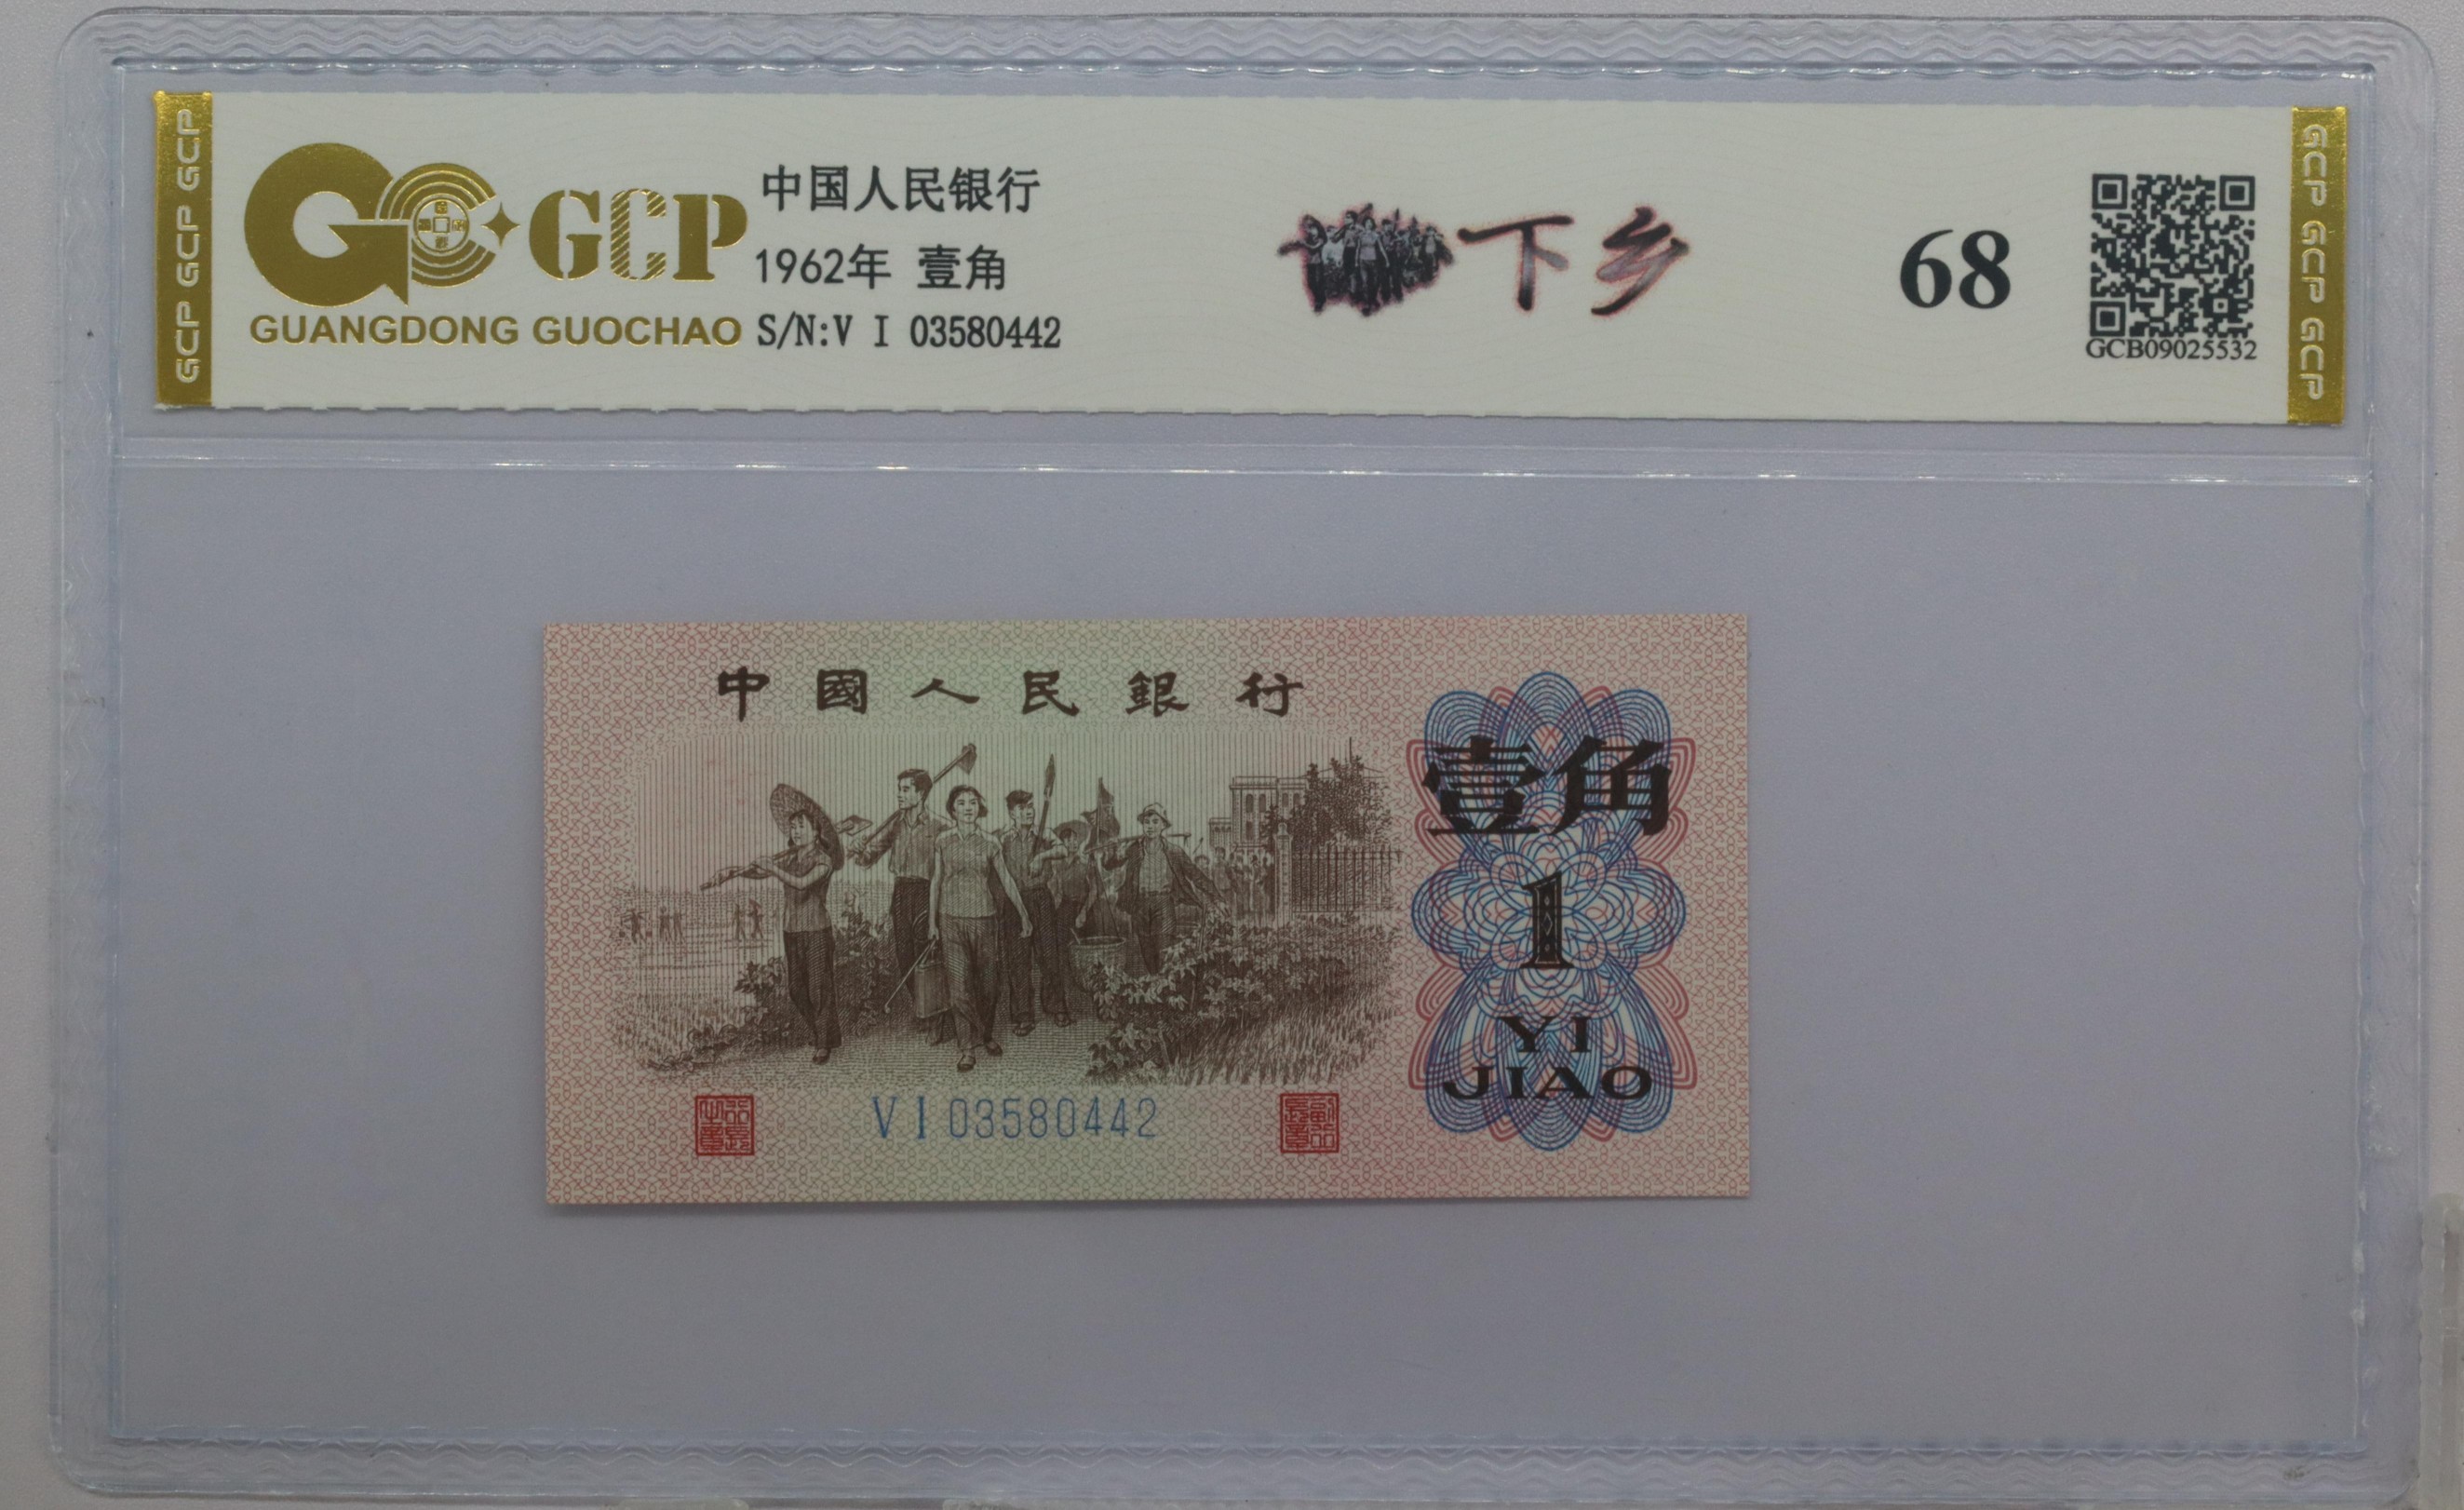 GCP GCP GCP
GCP
GUANGDONG GUOCHAO
中国人民银行
1962年 壹角
S/N:V I 03580442
下乡
68
GCB09025532
GCP GCP GCP
中國人民銀行
壹角
1
YI
JIAO
VI 03580442